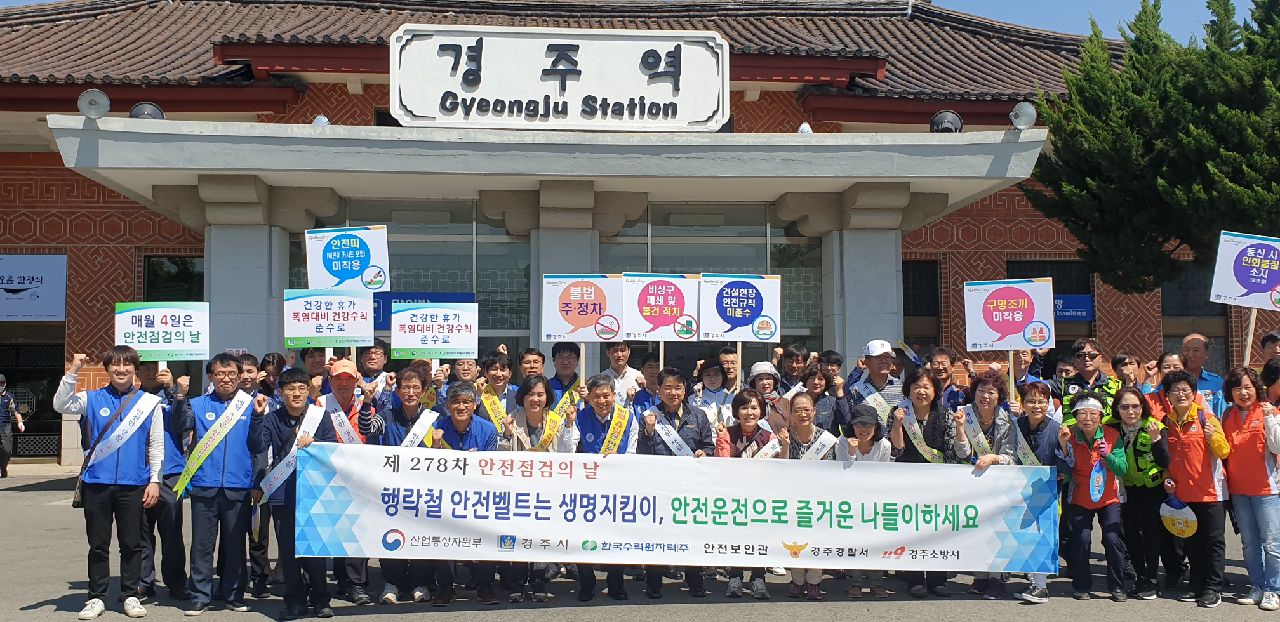 경주역
Gyeongju Station
안전띠
미착용
매월 4일은
안전점검의 날
건강한 휴가
폭염대비 건강수칙
준수로
건강한 휴가
폭염대비 건강수칙
준수로
불법
주·정차
비상구
폐쇄 및
물건 적치
건설현장
안전규칙
미준수
구명조끼
미착용
등산 시
인화물질
소지
제 278차 안전점검의 날
행락철 안전벨트는 생명지킴이, 안전운전으로 즐거운 나들이하세요
산업통상자원부 경주시 한국수력원자력(주) 안전보안관 경주경찰서 119 경주소방서